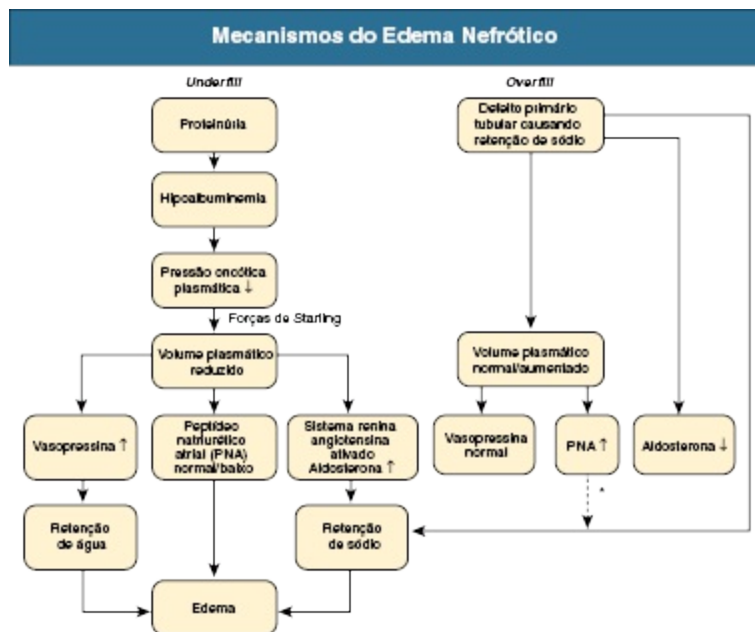 Mecanismos do Edema Nefrótico
Underfill
Proteinúria
Hipoalbuminemia
Pressão oncótica
plasmática ↓
Forças de Starling
Volume plasmático
reduzido
Vasopressina ↑
Peptídeo
natriurético
atrial (PNA)
normal/baixo
Sistema renina
angiotensina
ativado
Aldosterona ↑
Retenção
de água
Retenção
de sódio
Edema
Overfill
Defeito primário
tubular causando
retenção de sódio
Volume plasmático
normal/aumentado
Vasopressina
normal
PNA ↑
Aldosterona ↓
*